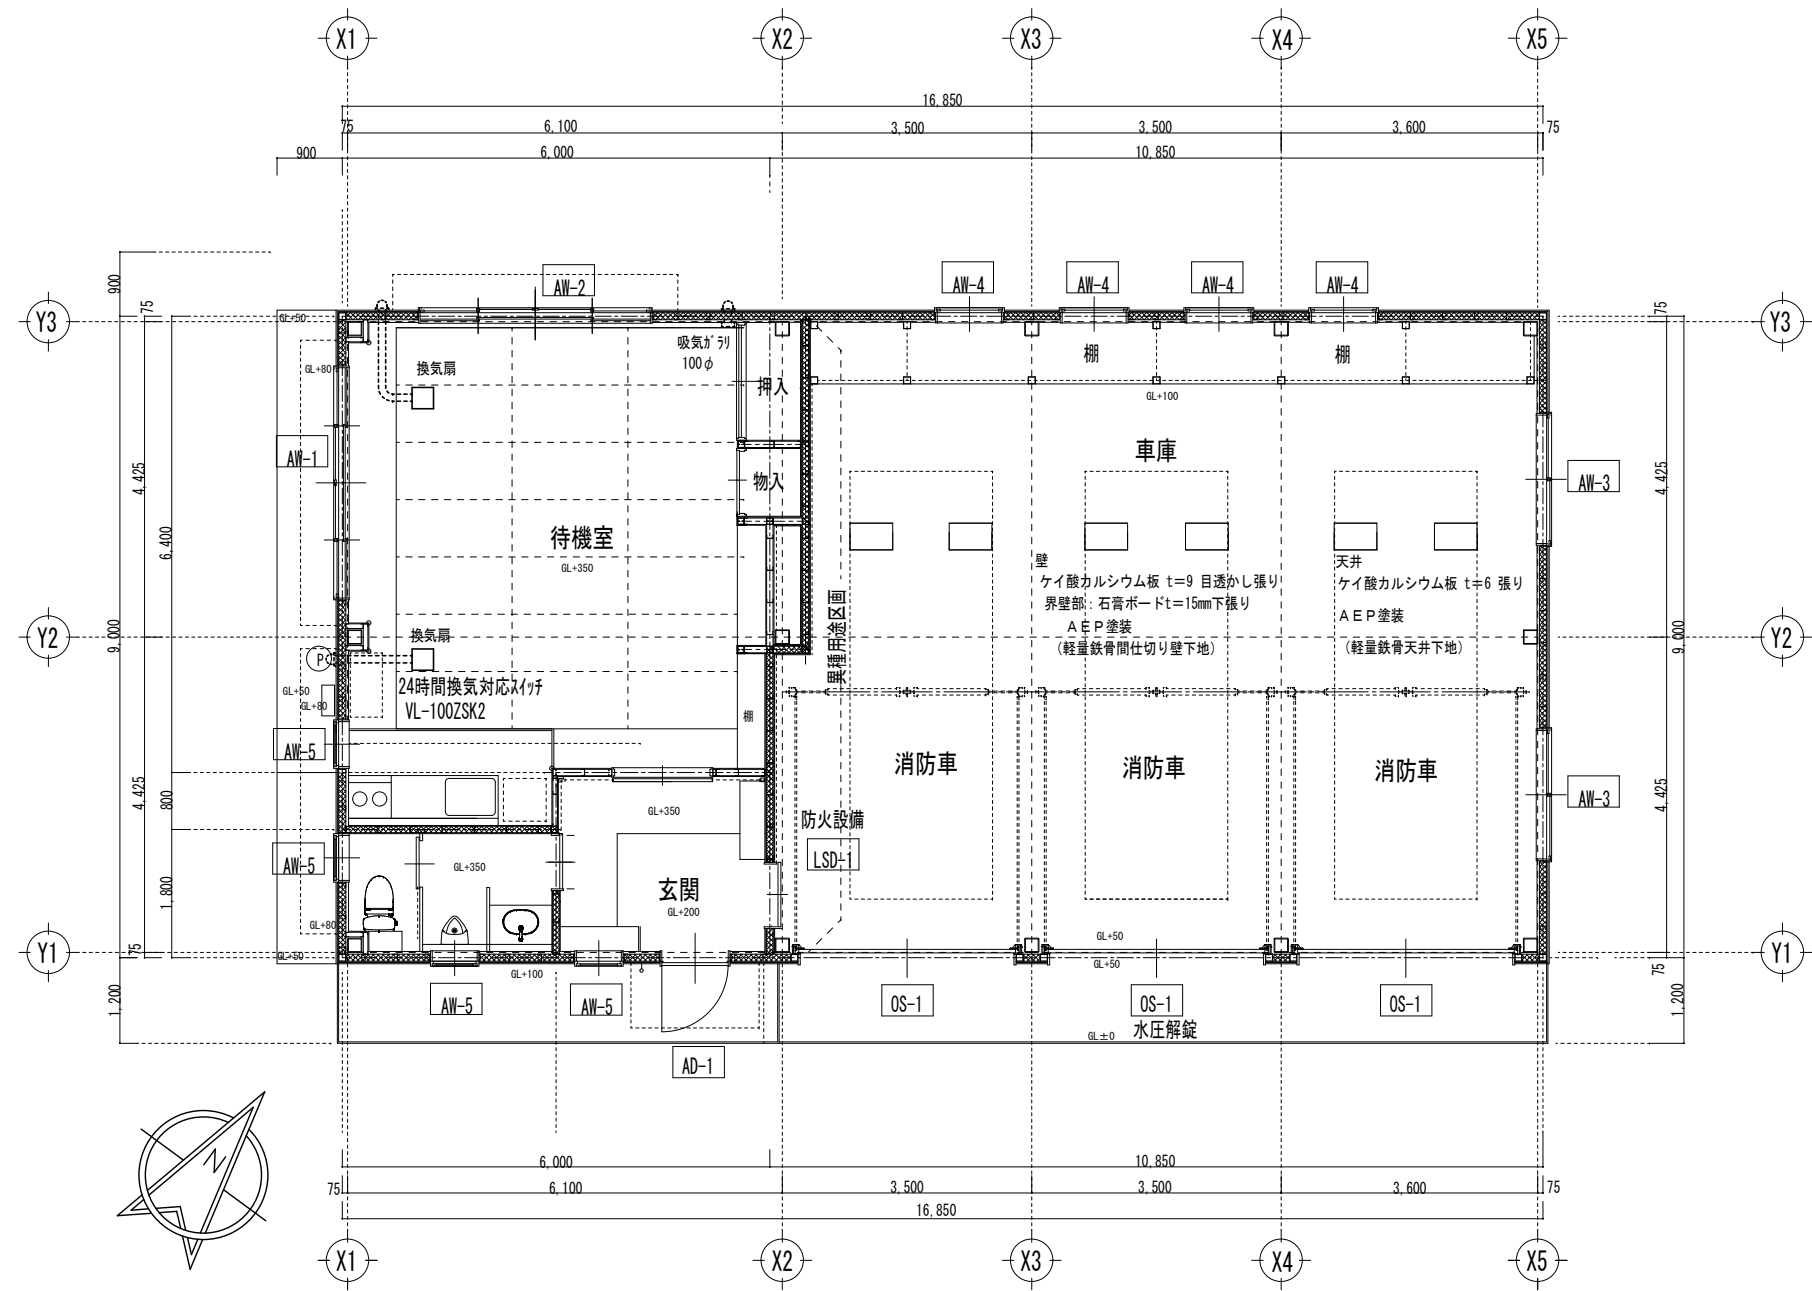 X1
X2
X3
X4
X5
16,850
75
6,100
3,500
3,500
3,600
75
900
6,000
10,850
900
75
75
AW-2
AW-4
AW-4
AW-4
AW-4
Y3
Y3
GL+50
吸気ガラリ
100φ
棚
棚
GL+80
換気扇
押入
GL+100
車庫
AW-1
4,425
物入
AW-3
4,425
6,400
待機室
GL+350
壁
ケイ酸カルシウム板 t=9 目透かし張り
界壁部：石膏ボードt=15mm下張り
AEP塗装
(軽量鉄骨間仕切り壁下地)
天井
ケイ酸カルシウム板 t=6 張り
AEP塗装
(軽量鉄骨天井下地)
異種用途区画
Y2
9,000
換気扇
9,000
Y2
P
24時間換気対応スイッチ
VL-100ZSK2
GL+50
GL+80
棚
AW-5
消防車
消防車
消防車
4,425
800
GL+350
防火設備
LSD-1
AW-3
4,425
AW-5
GL+350
1,800
玄関
GL+200
GL+80
GL+50
Y1
75
GL+50
GL+100
GL+50
75
Y1
1,200
AW-5
AW-5
OS-1
OS-1
OS-1
1,200
GL±0
水圧解錠
AD-1
N
6,000
10,850
75
6,100
3,500
3,500
3,600
75
16,850
X1
X2
X3
X4
X5